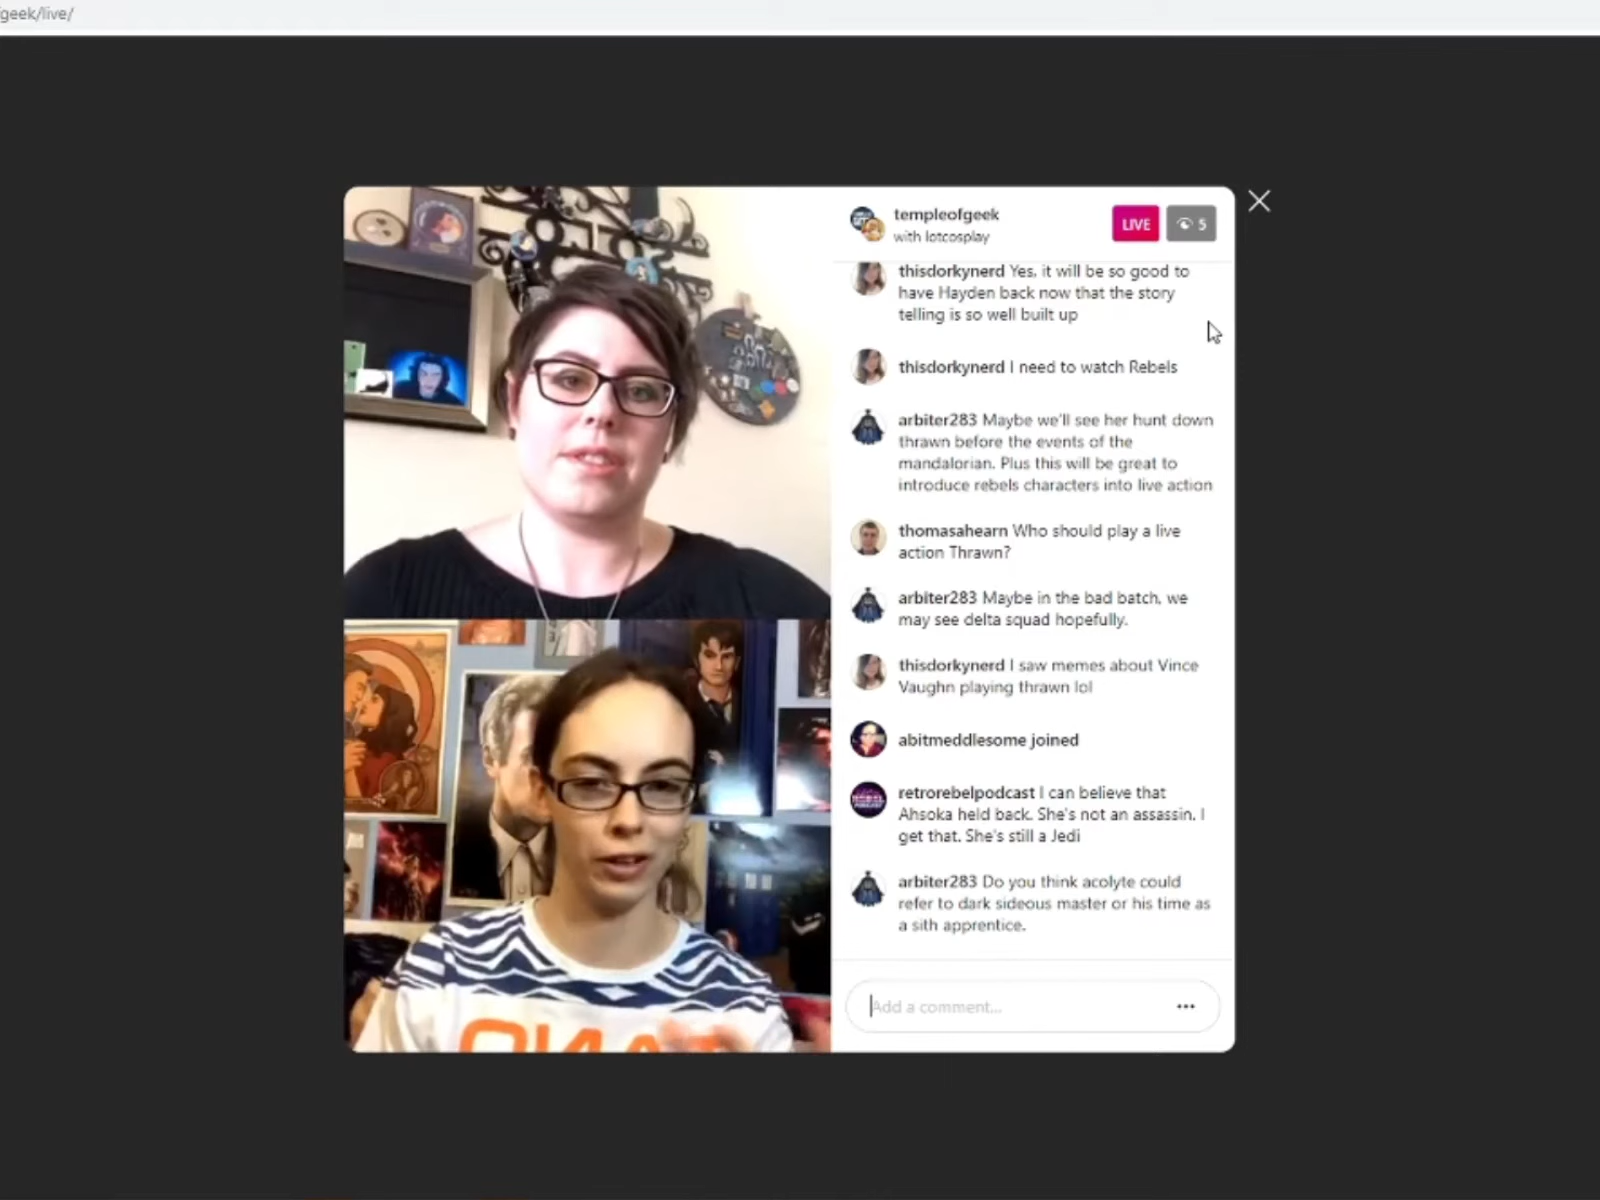 geek/live/
templeofgeek
with lotcosplay
LIVE
5
thisdorkynerd Yes, it will be so good to
have Hayden back now that the story
telling is so well built up
thisdorkynerd I need to watch Rebels
arbiter283 Maybe we'll see her hunt down
thrawn before the events of the
mandalorian. Plus this will be great to
introduce rebels characters into live action
thomasahearn Who should play a live
action Thrawn?
arbiter283 Maybe in the bad batch, we
may see delta squad hopefully.
thisdorkynerd I saw memes about Vince
Vaughn playing thrawn lol
abitmeddlesome joined
retrorebelpodcast I can believe that
Ahsoka held back. She's not an assassin. I
get that. She's still a Jedi
arbiter283 Do you think acolyte could
refer to dark sideous master or his time as
a sith apprentice.
Add a comment...